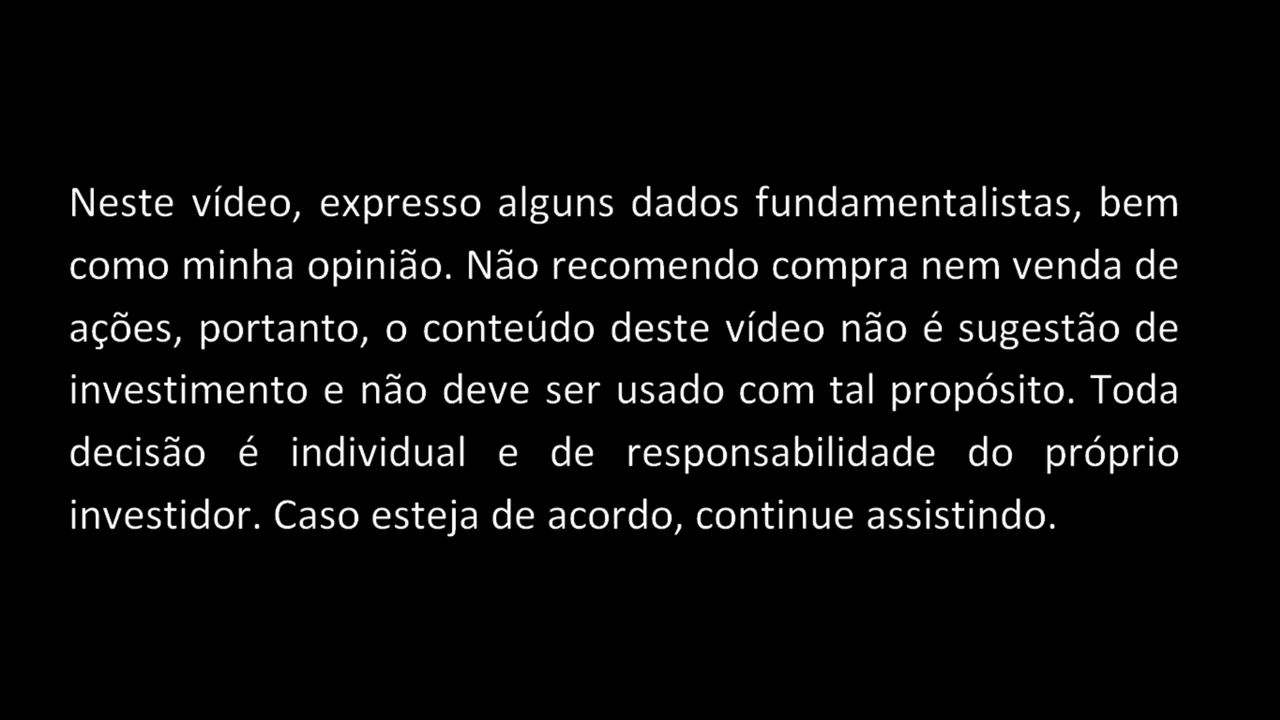 Neste vídeo, expresso alguns dados fundamentalistas, bem
como minha opinião. Não recomendo compra nem venda de
ações, portanto, o conteúdo deste vídeo não é sugestão de
investimento e não deve ser usado com tal propósito. Toda
decisão é individual e de responsabilidade do próprio
investidor. Caso esteja de acordo, continue assistindo.